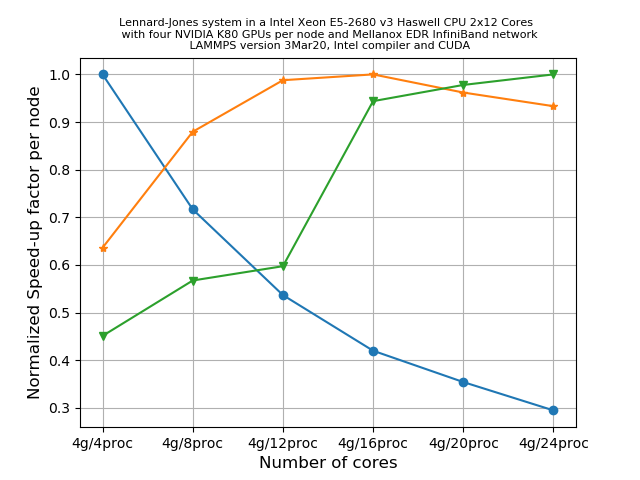 Lennard-Jones system in a Intel Xeon E5-2680 v3 Haswell CPU 2x12 Cores
with four NVIDIA K80 GPUs per node and Mellanox EDR InfiniBand network
LAMMPS version 3Mar20, Intel compiler and CUDA
Normalized Speed-up factor per node
1.0
0.9
0.8
0.7
0.6
0.5
0.4
0.3
4g/4proc 4g/8proc 4g/12proc 4g/16proc 4g/20proc 4g/24proc
Number of cores